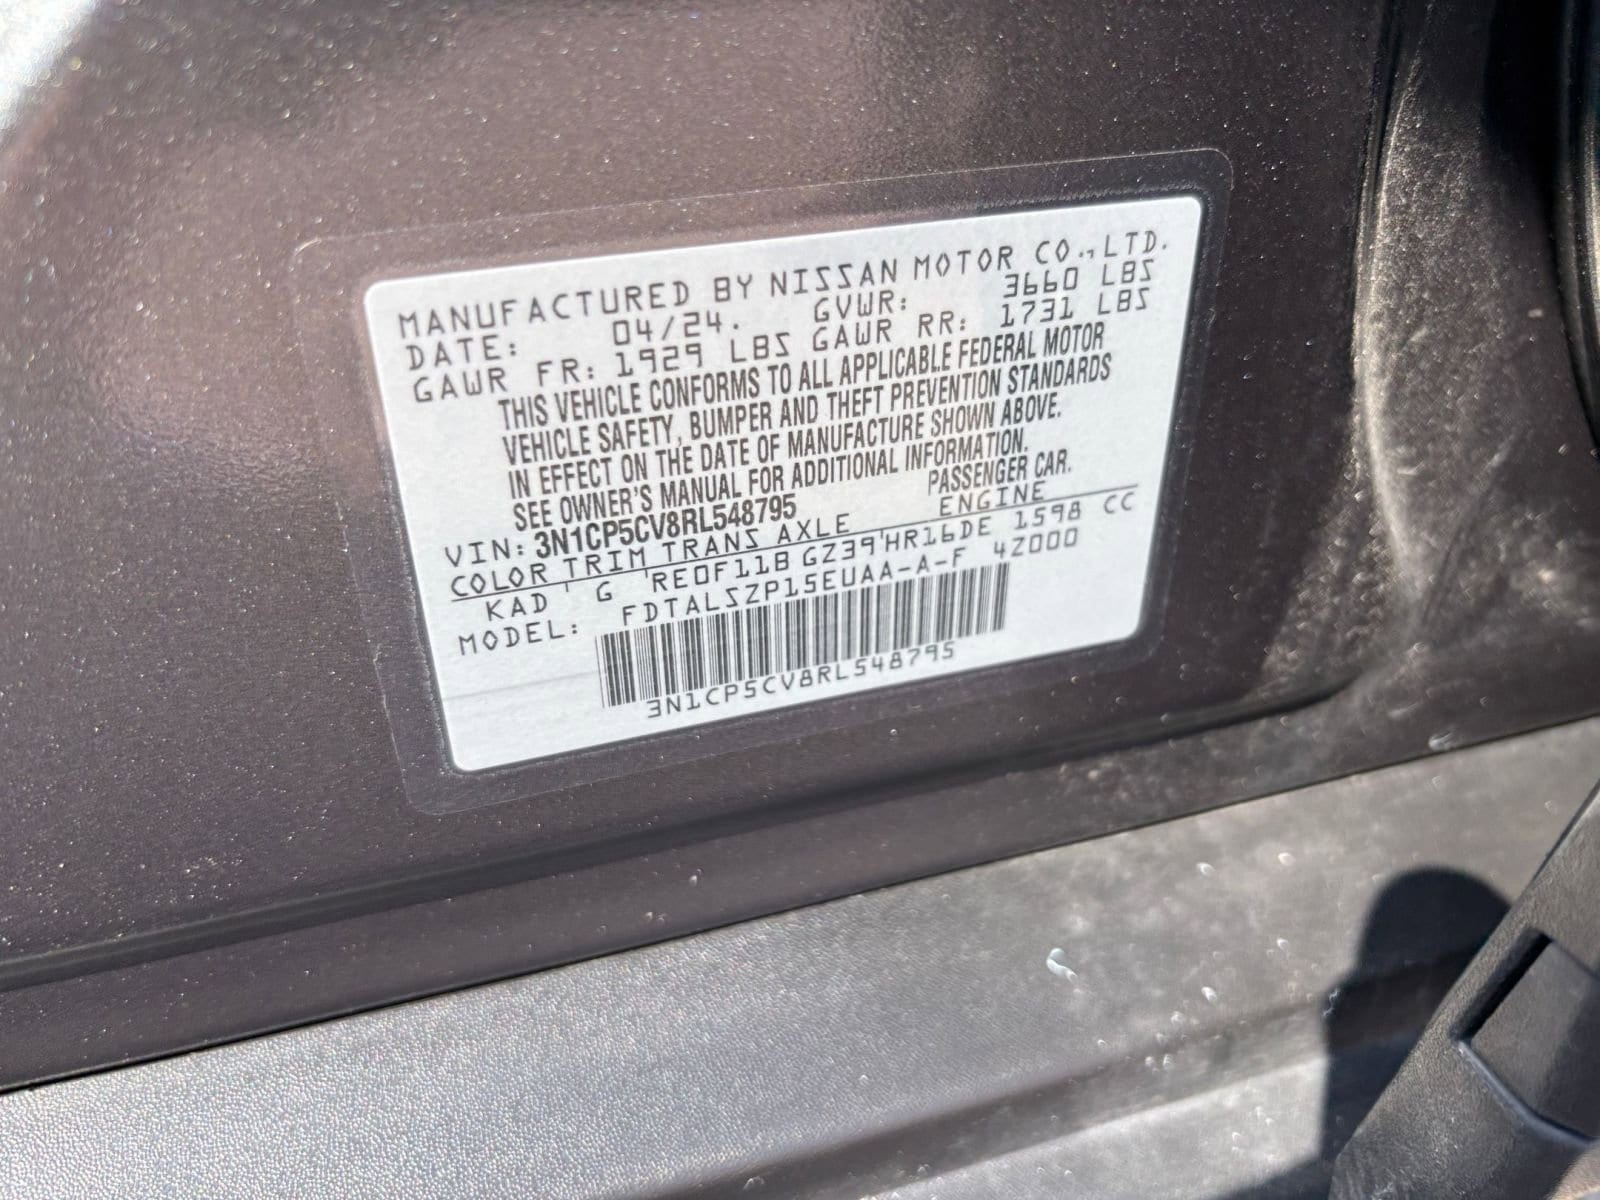 MANUFACTURED BY NISSAN MOTOR CO., LTD.
DATE: 04/24. GVWR: 3660 LBS
GAWR FR: 1929 LBS GAWR RR: 1731 LBS
THIS VEHICLE CONFORMS TO ALL APPLICABLE FEDERAL MOTOR
VEHICLE SAFETY, BUMPER AND THEFT PREVENTION STANDARDS
IN EFFECT ON THE DATE OF MANUFACTURE SHOWN ABOVE.
SEE OWNER'S MANUAL FOR ADDITIONAL INFORMATION.
VIN: 3N1CP5CV8RL548795 PASSENGER CAR.
COLOR TRIM TRANS AXLE ENGINE
KAD G RE0F11B GZ39 HR16DE 1598 CC
MODEL: FDTALSZP15EUAA-A-F 4Z000
3N1CP5CV8RL548795